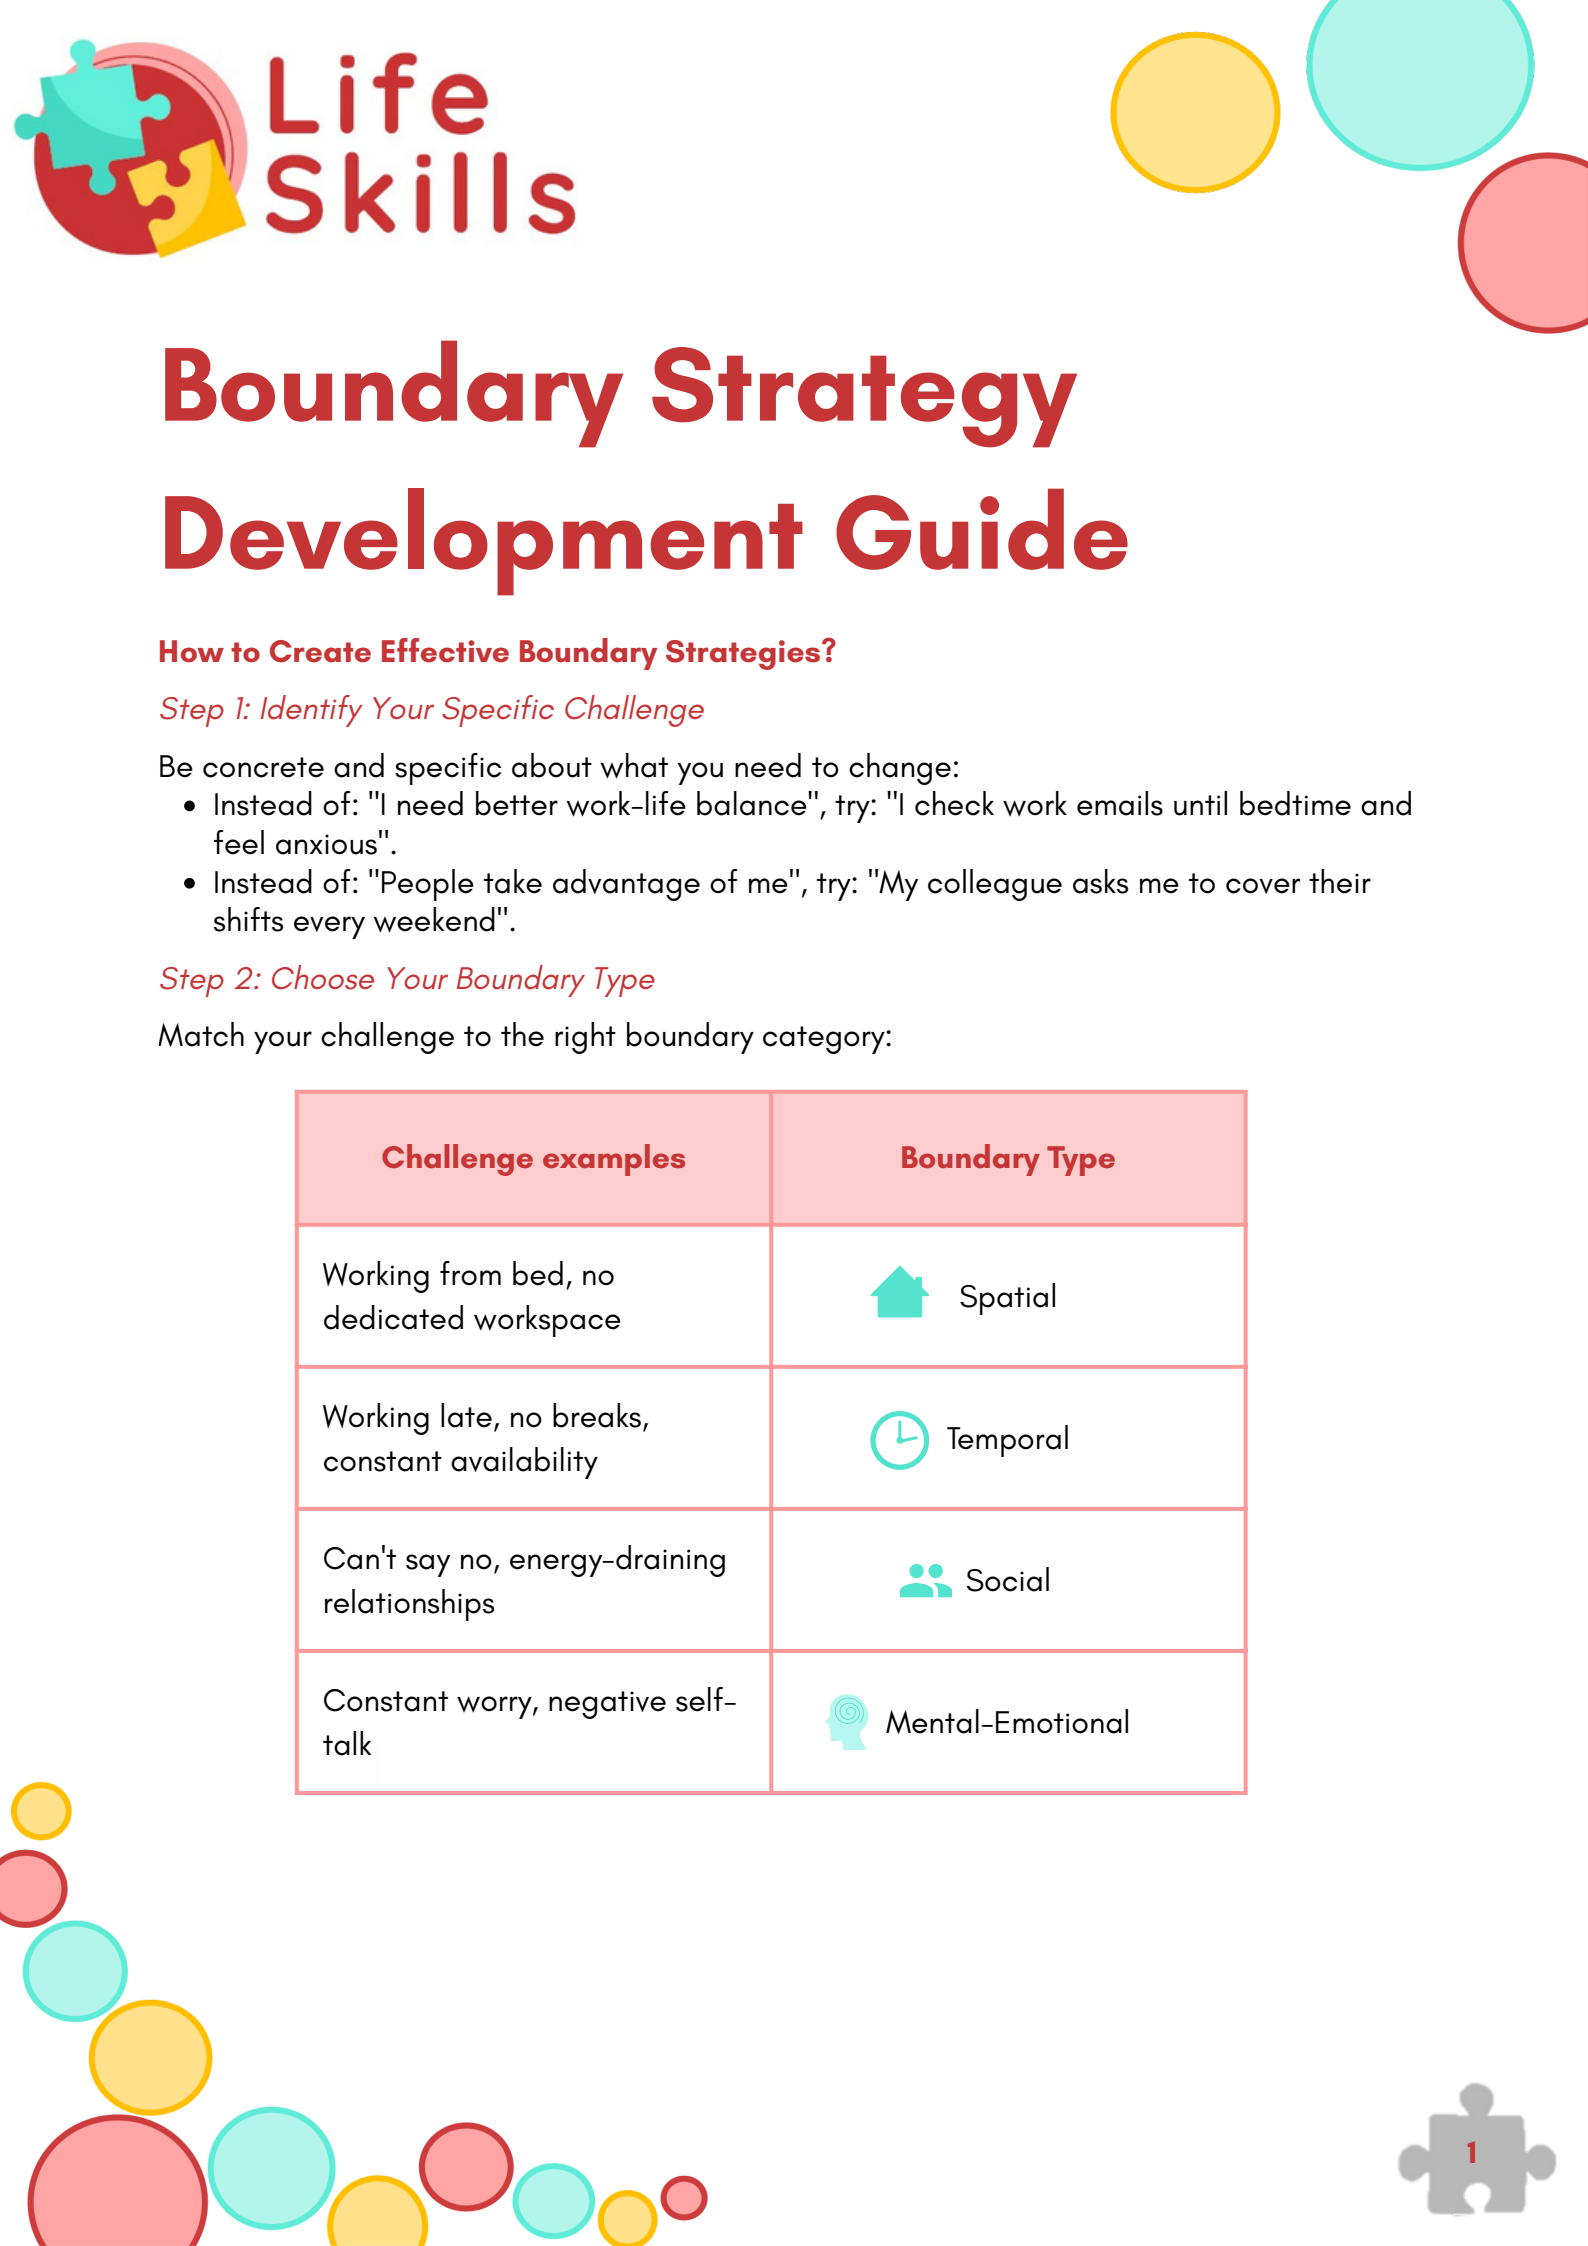 Life
Skills
Boundary Strategy
Development Guide
How to Create Effective Boundary Strategies?
Step 1: Identify Your Specific Challenge
Be concrete and specific about what you need to change:
• Instead of: "I need better work-life balance", try: "I check work emails until bedtime and
feel anxious".
• Instead of: "People take advantage of me", try: "My colleague asks me to cover their
shifts every weekend".
Step 2: Choose Your Boundary Type
Match your challenge to the right boundary category:
Challenge examples
Boundary Type
Working from bed, no
dedicated workspace
Spatial
Working late, no breaks,
constant availability
Temporal
Can't say no, energy-draining
relationships
Social
Constant worry, negative self-
talk
Mental-Emotional
1